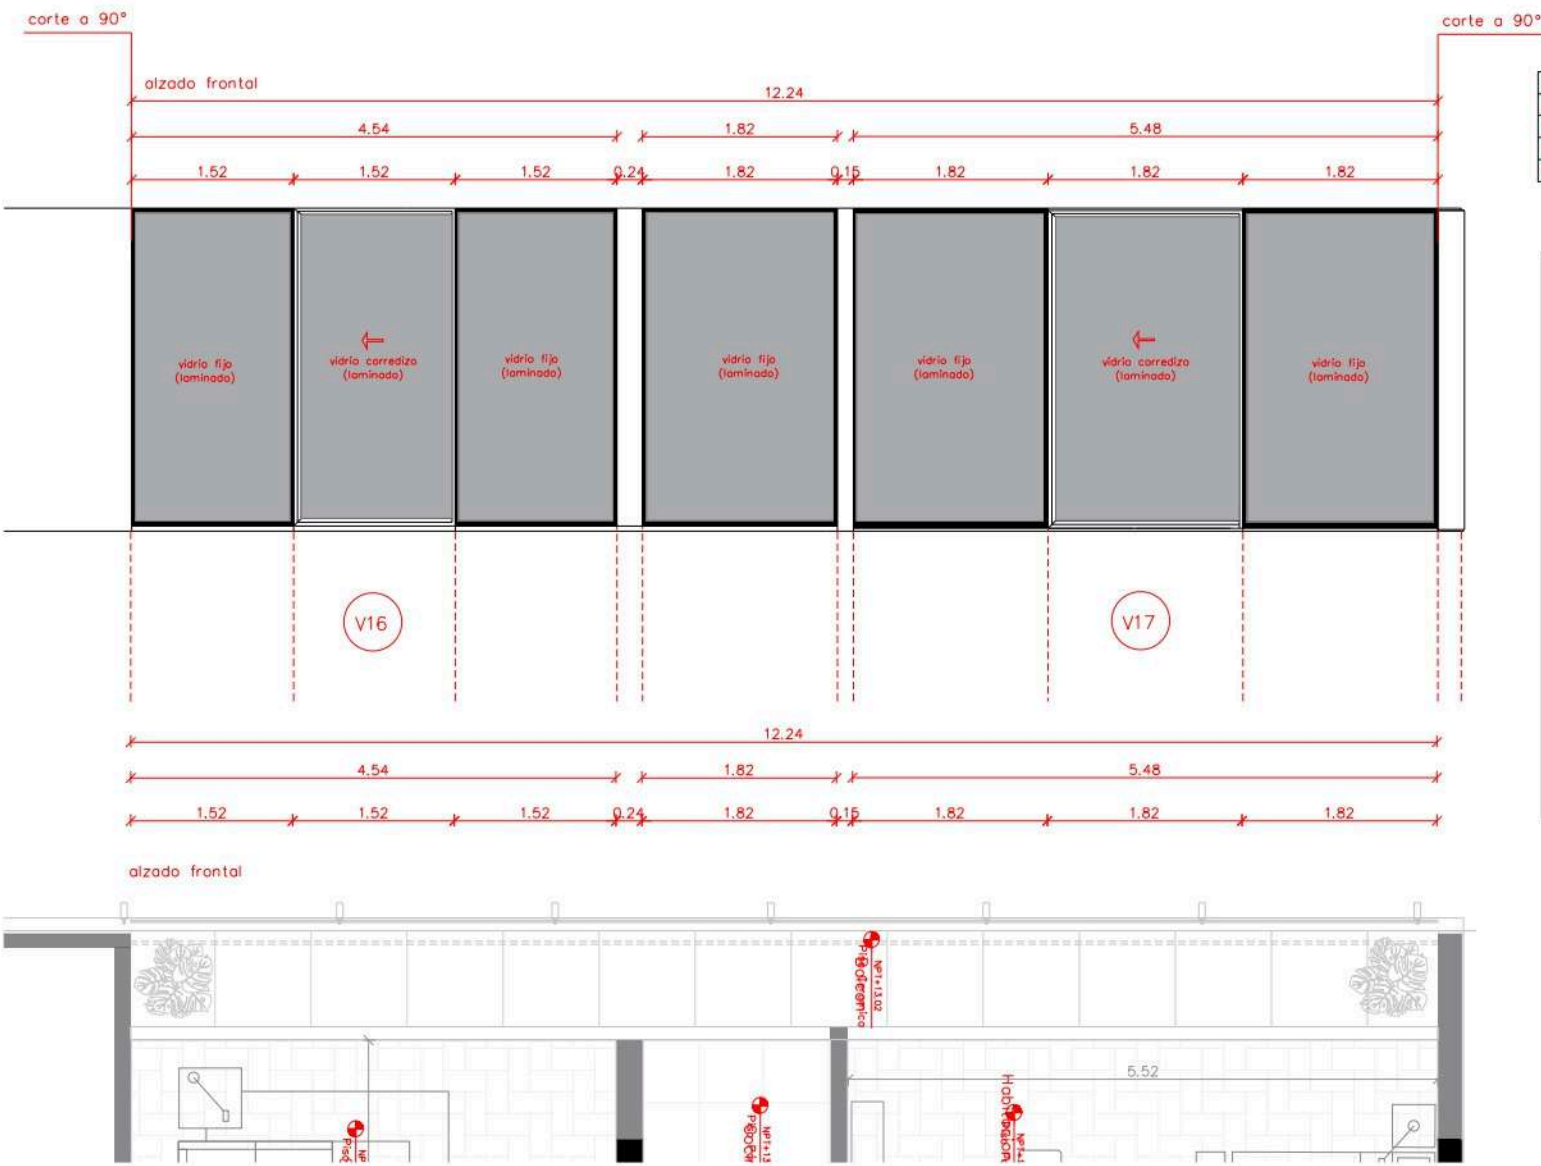 corte a 90°
corte a 90°
alzado frontal
12.24
4.54
1.82
5.48
1.52
1.52
1.52
0.24
1.82
0.15
1.82
1.82
1.82
vidrio fijo
(laminado)
vidrio corredizo
(laminado)
vidrio fijo
(laminado)
vidrio fijo
(laminado)
vidrio fijo
(laminado)
vidrio corredizo
(laminado)
vidrio fijo
(laminado)
V16
V17
12.24
4.54
1.82
5.48
1.52
1.52
1.52
0.24
1.82
0.15
1.82
1.82
1.82
alzado frontal
NPT+13.02
5.52